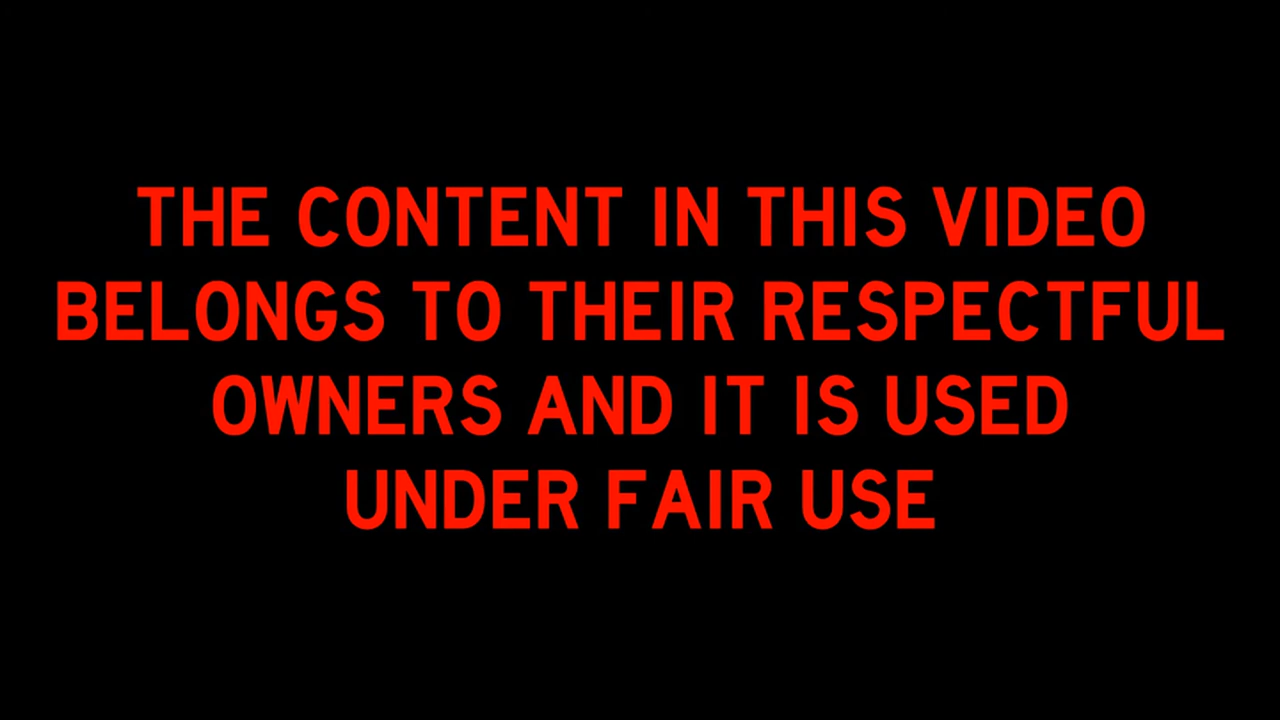 THE CONTENT IN THIS VIDEO
BELONGS TO THEIR RESPECTFUL
OWNERS AND IT IS USED
UNDER FAIR USE